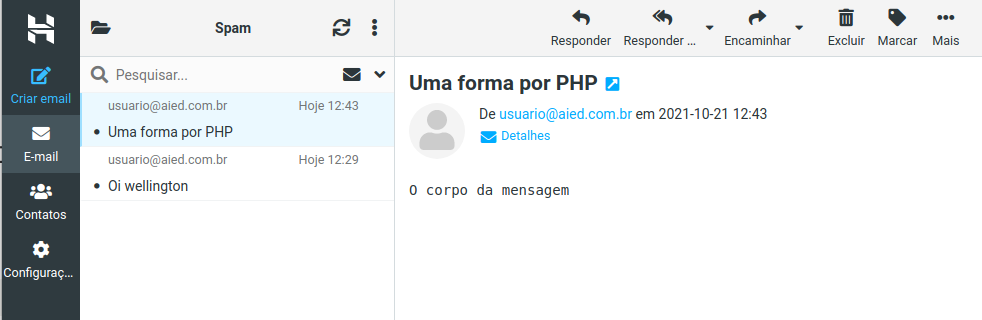 Spam
Responder
Responder ...
Encaminhar
Excluir
Marcar
Mais
Criar email
E-mail
Contatos
Configuraç...
Pesquisar...
usuario@aied.com.br Hoje 12:43
Uma forma por PHP
usuario@aied.com.br Hoje 12:29
Oi wellington
Uma forma por PHP
De usuario@aied.com.br em 2021-10-21 12:43
Detalhes
O corpo da mensagem